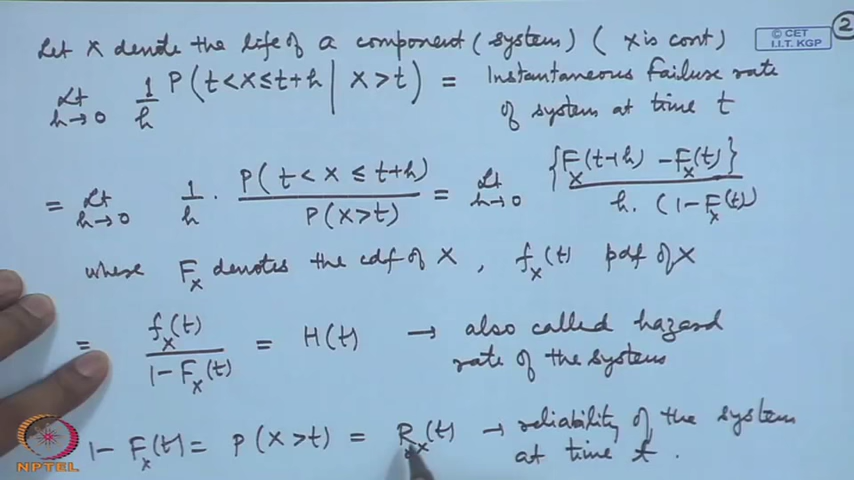 Let X denote the life of a component (system) ( X is cont)
© CET
I.I.T. KGP
2
Lt h→0 1/h P(t<X≤t+h | X>t) = Instantaneous failure rate
of system at time t
= Lt h→0 1/h · P(t<X≤t+h) / P(X>t) = Lt h→0 {F_X(t+h) − F_X(t)} / h.(1−F_X(t))
where F_X denotes the cdf of X, f_X(t) pdf of X
= f_X(t) / 1−F_X(t) = H(t) → also called hazard
rate of the system
1− F_X(t) = P(X>t) = R_X(t) → reliability of the system
at time t.
NPTEL